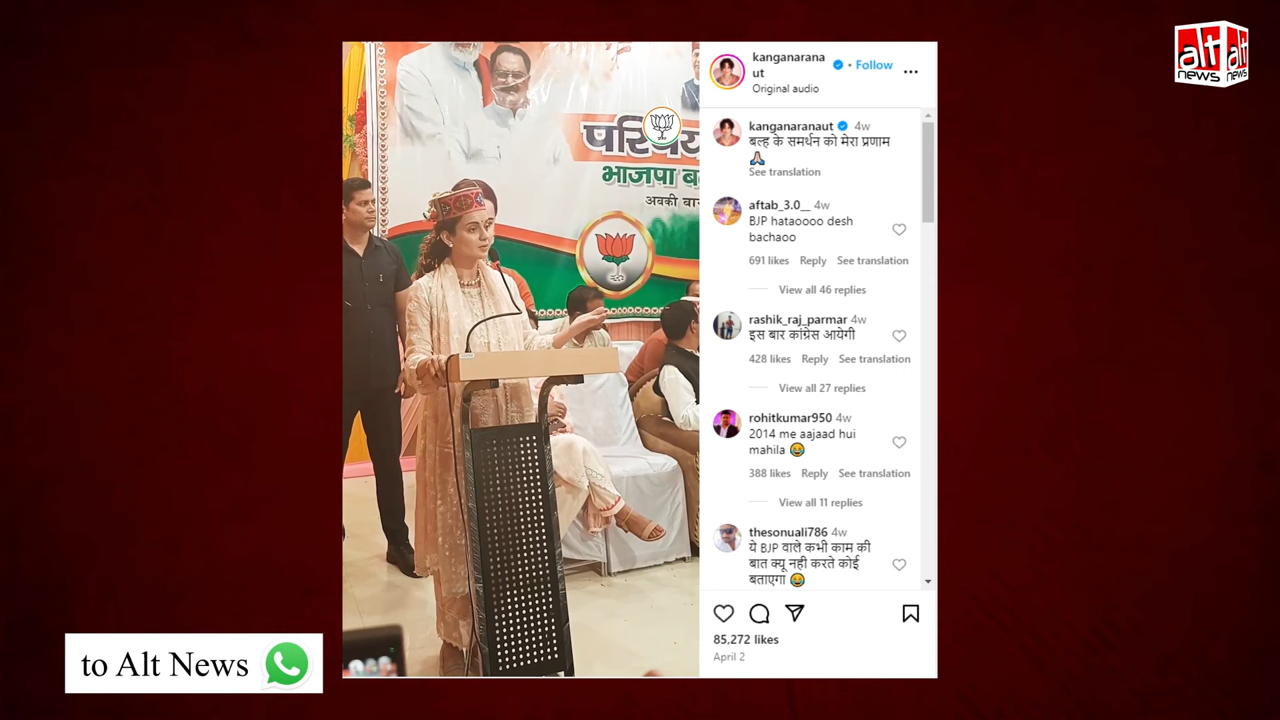 alt
news
alt
news
परिचय
भाजपा ब
अबकी बा
kanganarana
ut
• Follow
Original audio
kanganaranaut 4w
बल्ह के समर्थन को मेरा प्रणाम
🙏🏻
See translation
aftab_3.0__ 4w
BJP hataoooo desh
bachaoo
691 likes Reply See translation
View all 46 replies
rashik_raj_parmar 4w
इस बार कांग्रेस आयेगी
428 likes Reply See translation
View all 27 replies
rohitkumar950 4w
2014 me aajaad hui
mahila 😂
388 likes Reply See translation
View all 11 replies
thesonuali786 4w
ये BJP वाले कभी काम की
बात क्यू नही करते कोई
बताएगा 😂
85,272 likes
April 2
to Alt News